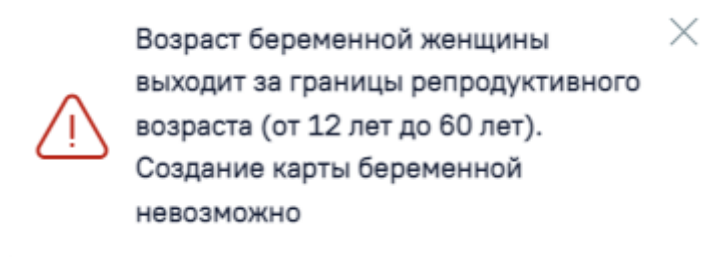 Возраст беременной женщины
выходит за границы репродуктивного
возраста (от 12 лет до 60 лет).
Создание карты беременной
невозможно